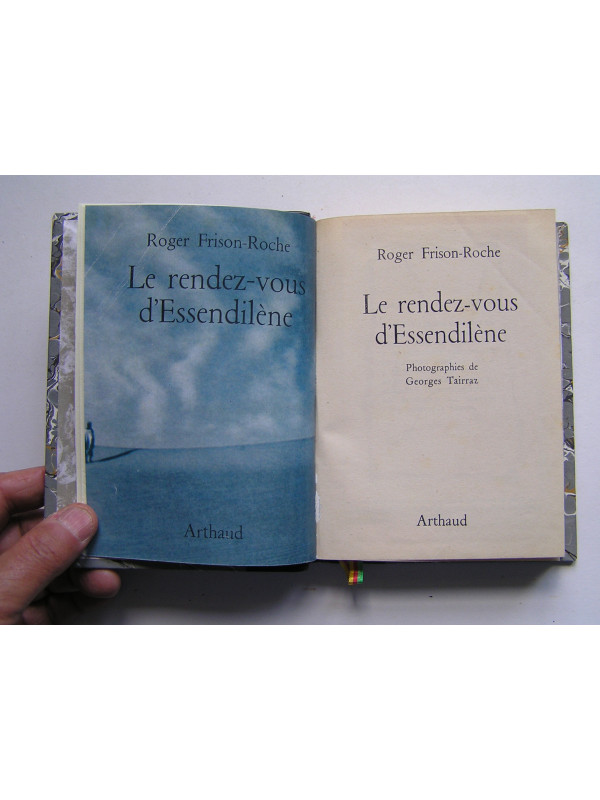 Roger Frison-Roche
Le rendez-vous
d'Essendilène
Arthaud
Roger Frison-Roche
Le rendez-vous
d'Essendilène
Photographies de
Georges Tairraz
Arthaud